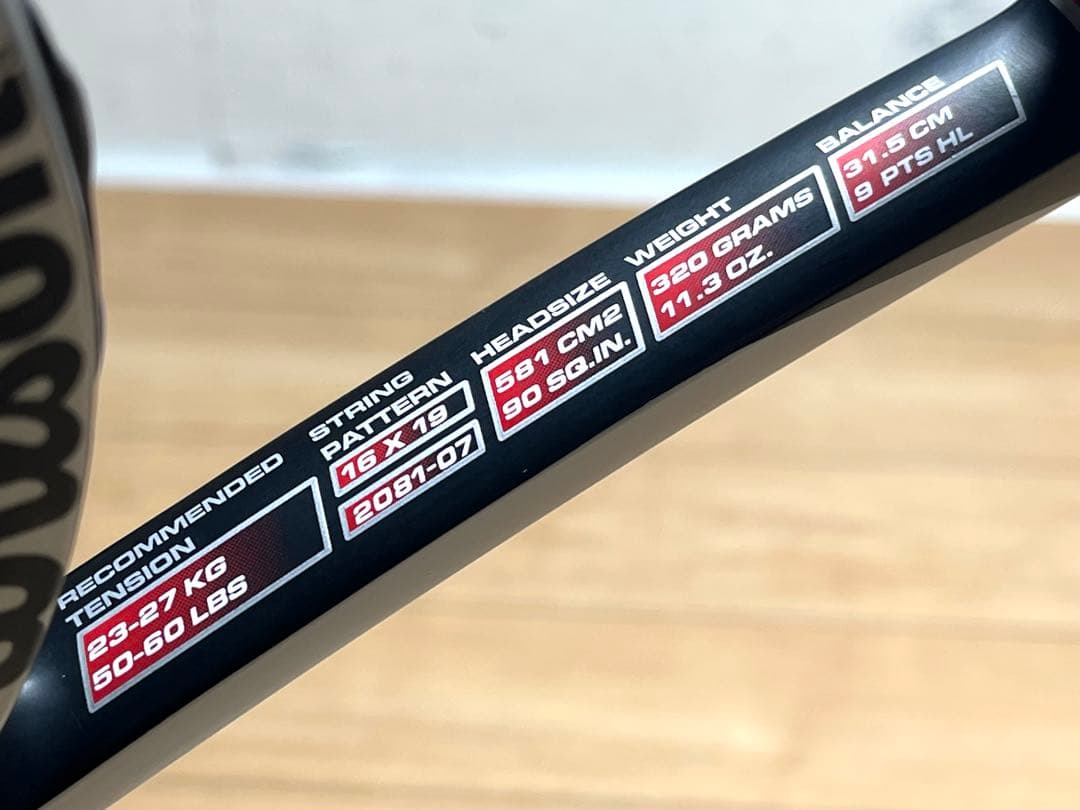 RECOMMENDED
TENSION
23-27 KG
50-60 LBS
STRING
PATTERN
16 X 19
2081-07
HEADSIZE
581 CM2
90 SQ.IN.
WEIGHT
320 GRAMS
11.3 OZ.
BALANCE
31.5 CM
9 PTS HL